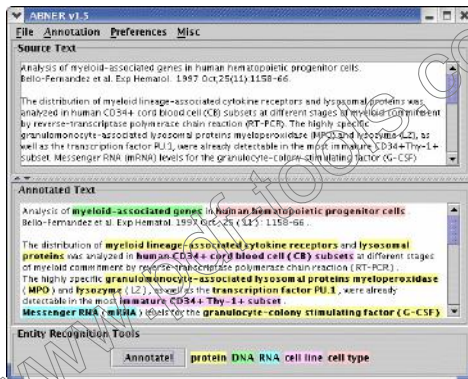 ABNER v1.5
File Annotation Preferences Misc
Source Text
Analysis of myeloid-associated genes in human hematopoietic progenitor cells.
Bello-Fernandez et al. Exp Hematol. 1997 Oct;25(11):1158-66.
The distribution of myeloid lineage-associated cytokine receptors and lysosomal proteins was
analyzed in human CD34+ cord blood cell (CB) subsets at different stages of myeloid commitment
by reverse-transcriptase polymerase chain reaction (RT-PCR). The highly specific
granulomonocyte-associated lysosomal proteins myeloperoxidase (MPO) and lysozyme (LZ), as
well as the transcription factor PU.1, were already detectable in the most immature CD34+Thy-1+
subset. Messenger RNA (mRNA) levels for the granulocyte-colony stimulating factor (G-CSF)
Annotated Text
Analysis of myeloid-associated genes in human hematopoietic progenitor cells .
Bello-Fernandez et al . Exp Hematol . 1997 Oct ; 25 ( 11 ) : 1158-66 .
The distribution of myeloid lineage-associated cytokine receptors and lysosomal
proteins was analyzed in human CD34+ cord blood cell ( CB ) subsets at different stages
of myeloid commitment by reverse-transcriptase polymerase chain reaction ( RT-PCR ) .
The highly specific granulomonocyte-associated lysosomal proteins myeloperoxidase
( MPO ) and lysozyme ( LZ ) , as well as the transcription factor PU.1 , were already
detectable in the most immature CD34+ Thy-1+ subset .
Messenger RNA ( mRNA ) levels for the granulocyte-colony stimulating factor ( G-CSF )
Entity Recognition Tools
Annotate! protein DNA RNA cell line cell type